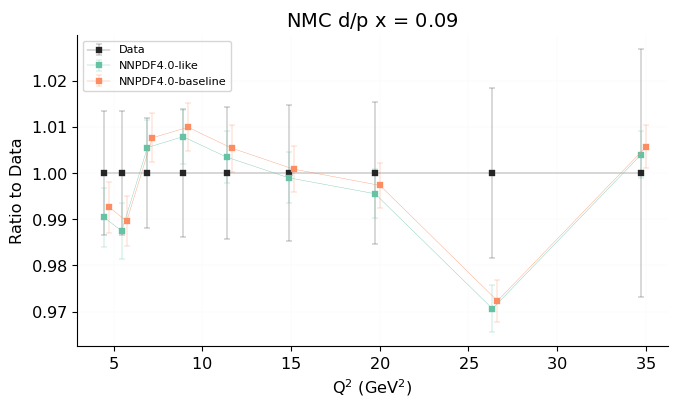 NMC d/p x = 0.09
Data
NNPDF4.0-like
NNPDF4.0-baseline
Ratio to Data
1.02
1.01
1.00
0.99
0.98
0.97
5 10 15 20 25 30 35
Q² (GeV²)